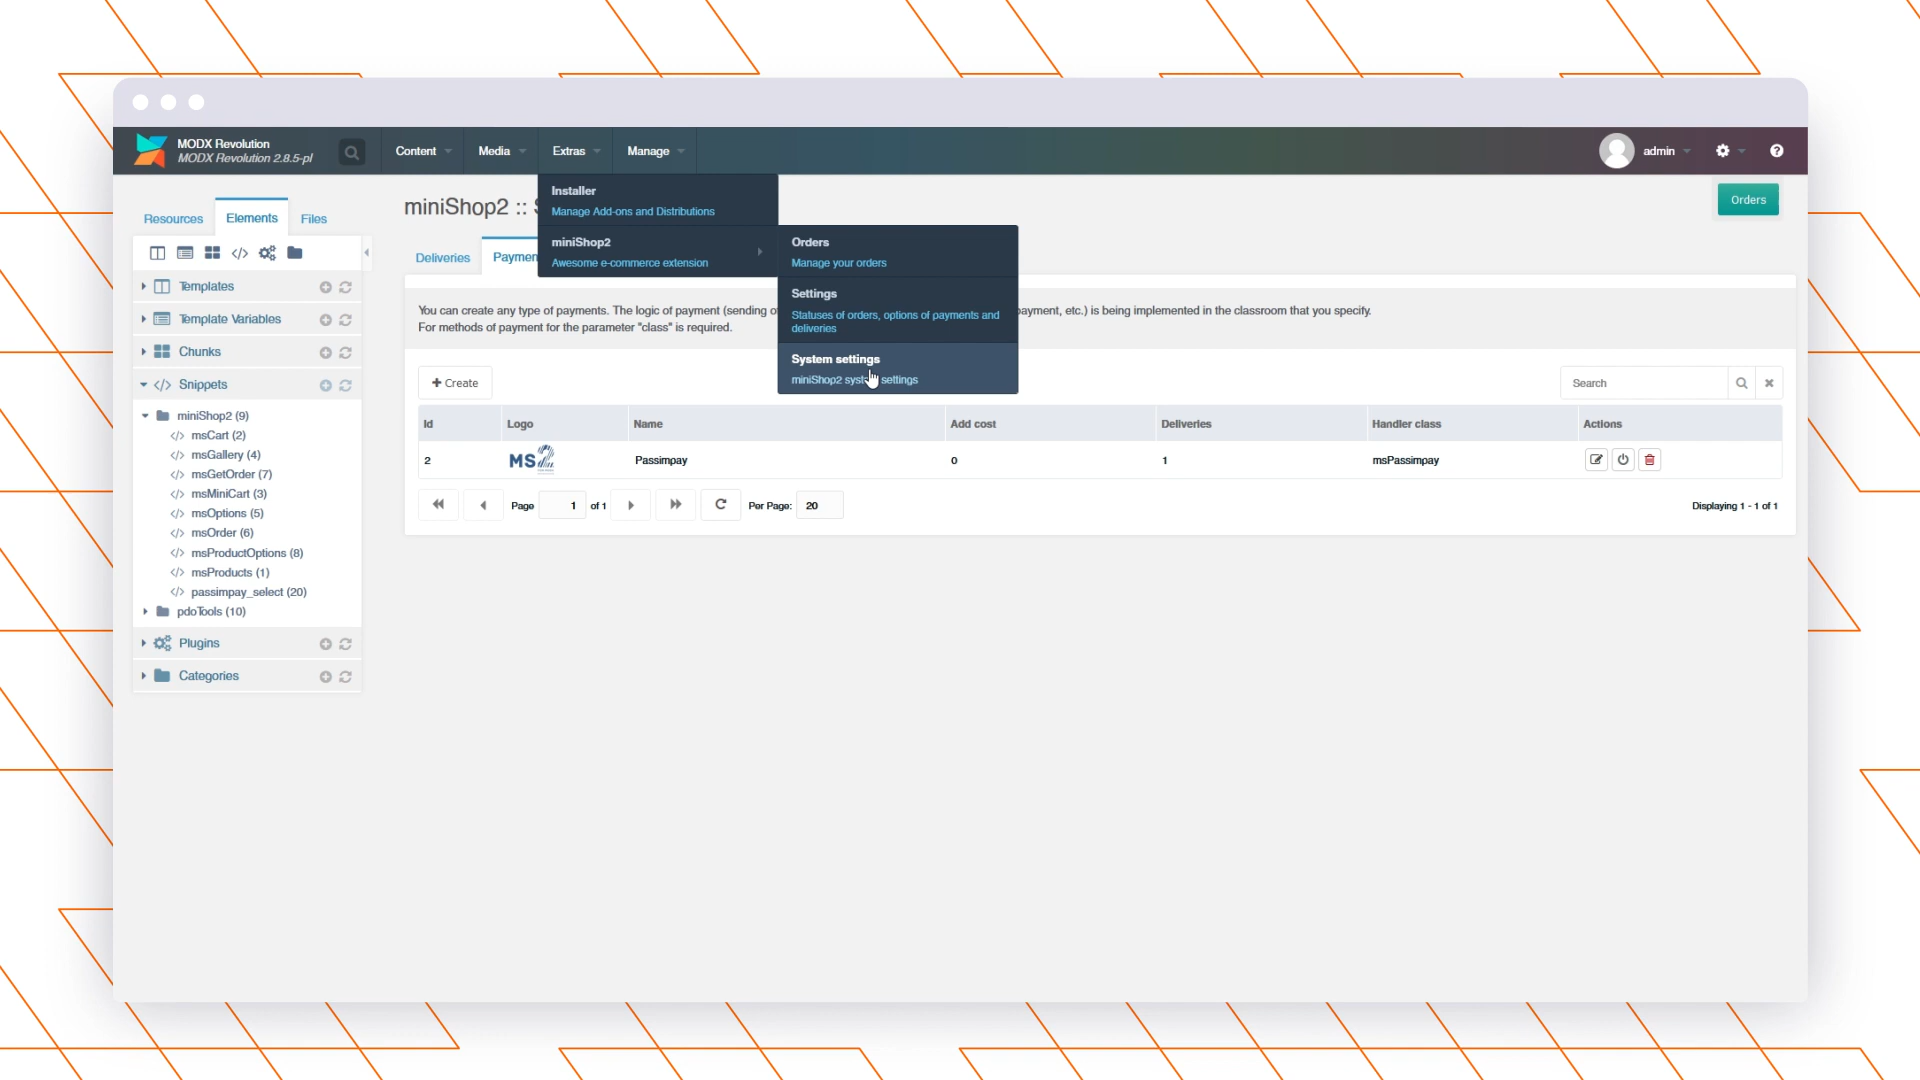 MODX Revolution
MODX Revolution 2.8.5-pl
Content
Media
Extras
Manage
admin
Installer
Manage Add-ons and Distributions
miniShop2
Awesome e-commerce extension
Orders
Manage your orders
Settings
Statuses of orders, options of payments and
deliveries
System settings
miniShop2 system settings
Resources
Elements
Files
Templates
Template Variables
Chunks
Snippets
miniShop2 (9)
msCart (2)
msGallery (4)
msGetOrder (7)
msMiniCart (3)
msOptions (5)
msOrder (6)
msProductOptions (8)
msProducts (1)
passimpay_select (20)
pdoTools (10)
Plugins
Categories
miniShop2 ::
Orders
Deliveries
Paymen
You can create any type of payments. The logic of payment (sending o
ayment, etc.) is being implemented in the classroom that you specify.
For methods of payment for the parameter "class" is required.
Create
Search
Id
Logo
Name
Add cost
Deliveries
Handler class
Actions
2
MS2
Passimpay
0
1
msPassimpay
Page
1
of 1
Per Page:
20
Displaying 1 - 1 of 1